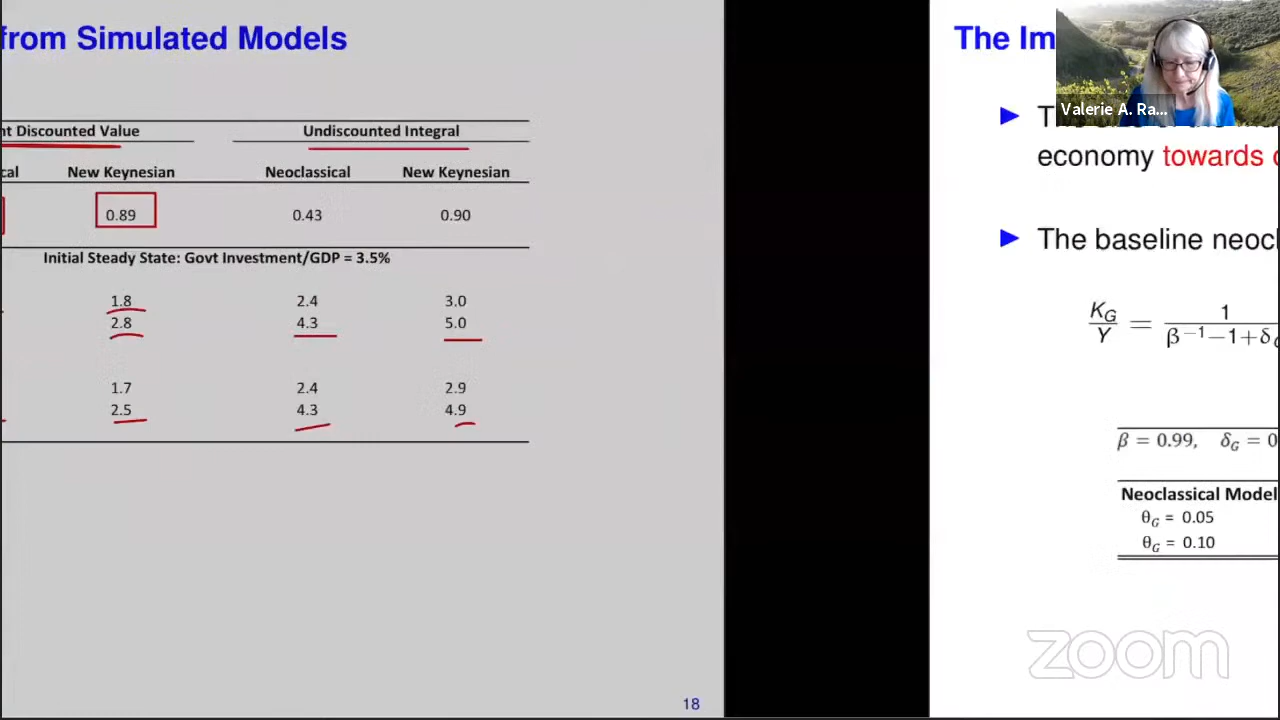 from Simulated Models
nt Discounted Value Undiscounted Integral
cal New Keynesian Neoclassical New Keynesian
0.89 0.43 0.90
Initial Steady State: Govt Investment/GDP = 3.5%
1.8 2.4 3.0
2.8 4.3 5.0
1.7 2.4 2.9
2.5 4.3 4.9
18
The Im
economy towards
The baseline neocl
K_G/Y = 1/(β⁻¹−1+δ
β = 0.99, δ_G = 0
Neoclassical Model
θ_G = 0.05
θ_G = 0.10
Valerie A. Ra...
zoom